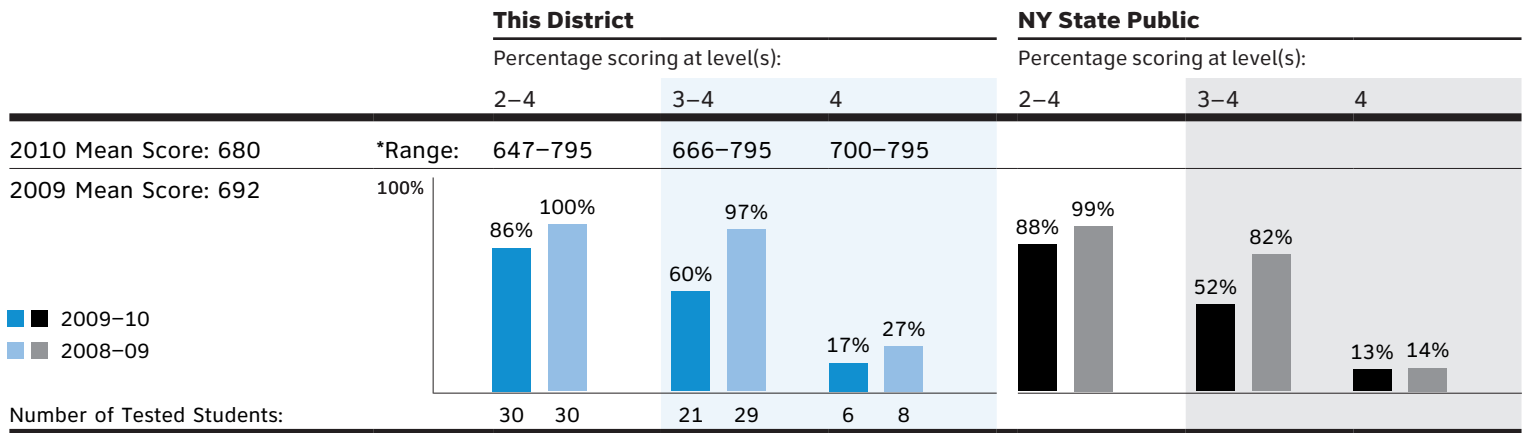 This District NY State Public
Percentage scoring at level(s): Percentage scoring at level(s):
2–4 3–4 4 2–4 3–4 4
2010 Mean Score: 680 *Range: 647–795 666–795 700–795
2009 Mean Score: 692 100%
86% 100% 60% 97% 17% 27% 88% 99% 52% 82% 13% 14%
2009–10
2008–09
Number of Tested Students: 30 30 21 29 6 8